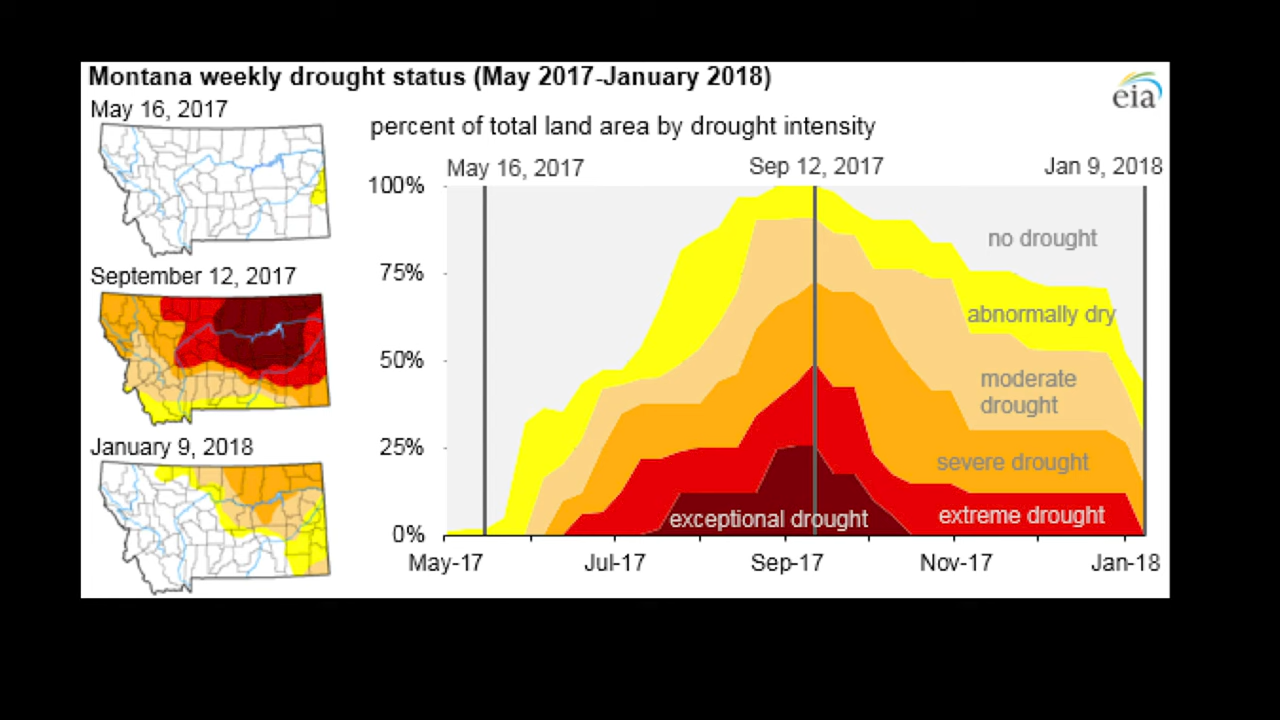 Montana weekly drought status (May 2017-January 2018)
eia
May 16, 2017
September 12, 2017
January 9, 2018
percent of total land area by drought intensity
May 16, 2017
Sep 12, 2017
Jan 9, 2018
100%
75%
50%
25%
0%
no drought
abnormally dry
moderate
drought
severe drought
extreme drought
exceptional drought
May-17
Jul-17
Sep-17
Nov-17
Jan-18